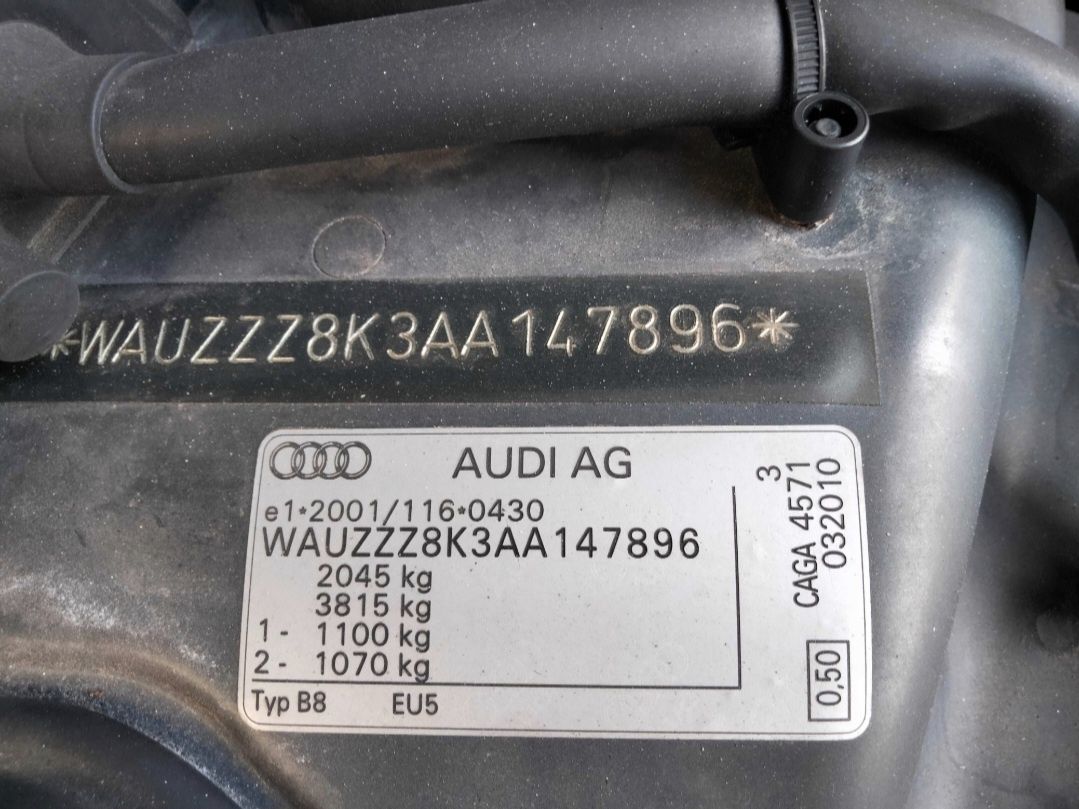 *WAUZZZ8K3AA147896*
AUDI AG
e1*2001/116*0430
WAUZZZ8K3AA147896
2045 kg
3815 kg
1 - 1100 kg
2 - 1070 kg
Typ B8 EU5
3
CAGA 4571
032010
0,50